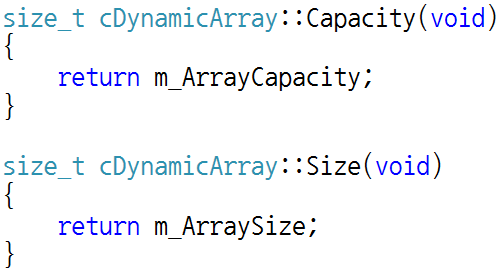 size_t cDynamicArray::Capacity(void)
{
    return m_ArrayCapacity;
}

size_t cDynamicArray::Size(void)
{
    return m_ArraySize;
}